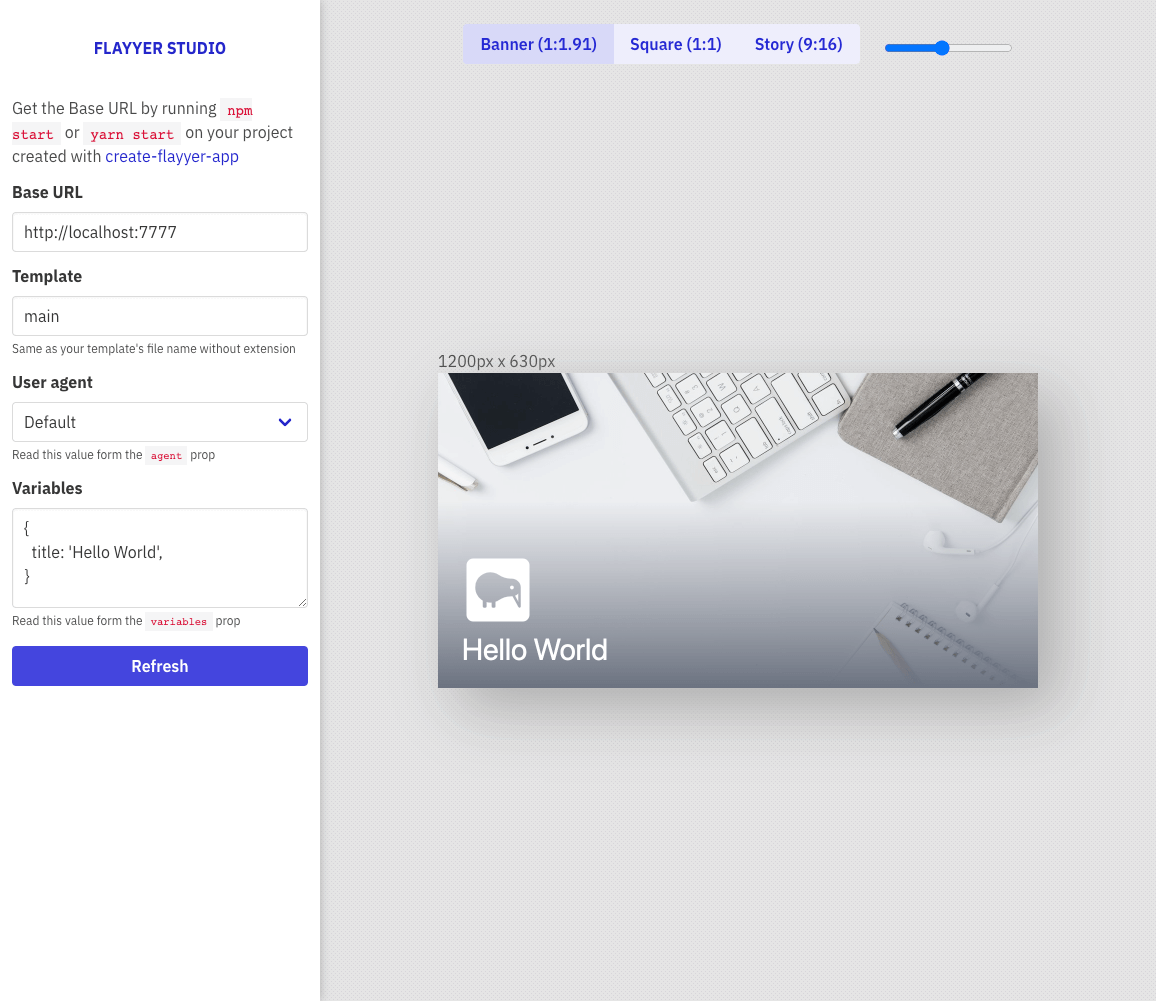 FLAYYER STUDIO
Get the Base URL by running npm
start or yarn start on your project
created with create-flayyer-app
Base URL
http://localhost:7777
Template
main
Same as your template's file name without extension
User agent
Default
Read this value form the agent prop
Variables
{
title: 'Hello World',
}
Read this value form the variables prop
Refresh
Banner (1:1.91) Square (1:1) Story (9:16)
1200px x 630px
Hello World